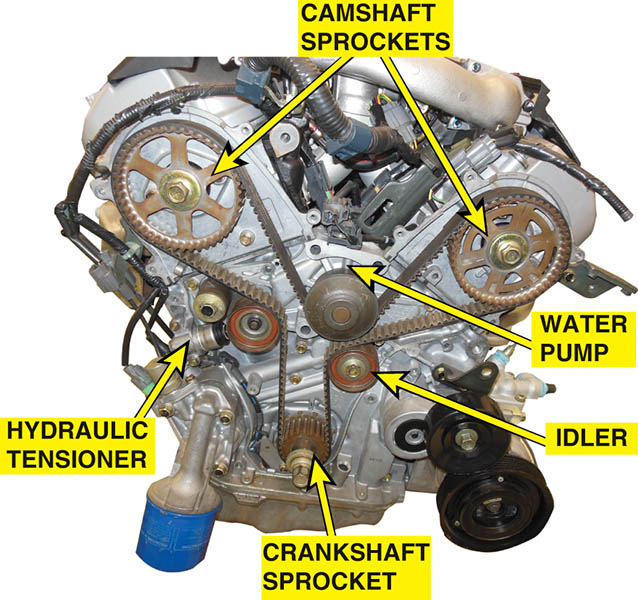 CAMSHAFT
SPROCKETS
WATER
PUMP
HYDRAULIC
TENSIONER
IDLER
CRANKSHAFT
SPROCKET